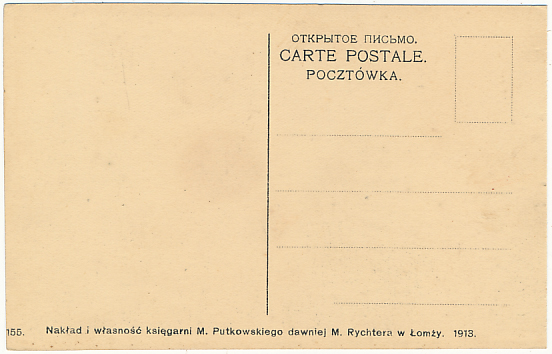 ОТКРЫТОЕ ПИСЬМО.
CARTE POSTALE.
POCZTÓWKA.
155. Nakład i własność księgarni M. Putkowskiego dawniej M. Rychtera w Łomży. 1913.